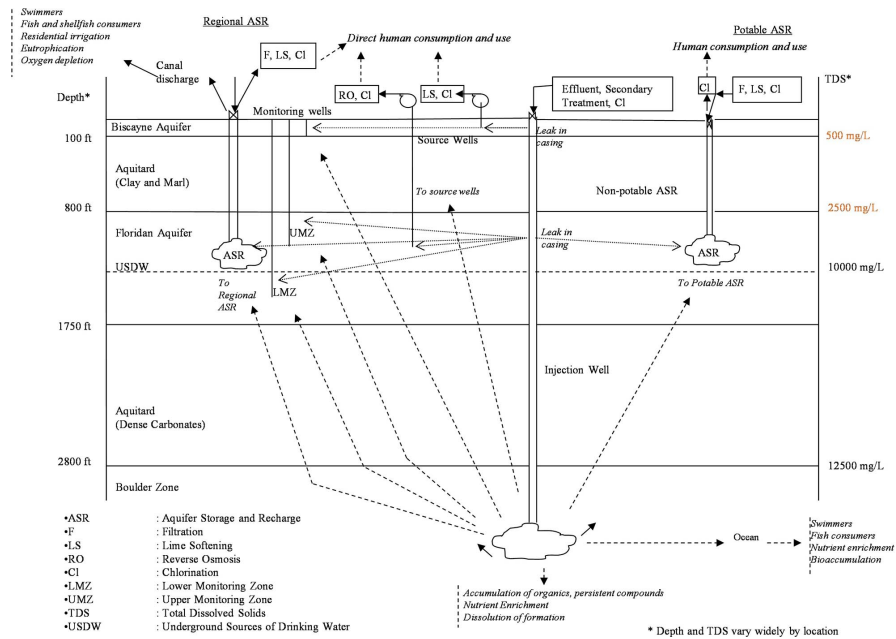 Swimmers
Fish and shellfish consumers
Residential irrigation
Eutrophication
Oxygen depletion
Regional ASR
F, LS, Cl
Direct human consumption and use
Potable ASR
Human consumption and use
Canal
discharge
RO, Cl
LS, Cl
Effluent, Secondary
Treatment, Cl
Cl
F, LS, Cl
TDS*
Depth*
Monitoring wells
Biscayne Aquifer
Leak in
casing
100 ft
Source Wells
500 mg/L
Aquitard
(Clay and Marl)
To source wells
Non-potable ASR
800 ft
2500 mg/L
Floridan Aquifer
UMZ
Leak in
casing
ASR
ASR
USDW
10000 mg/L
To
Regional
ASR
LMZ
To Potable ASR
1750 ft
Injection Well
Aquitard
(Dense Carbonates)
2800 ft
12500 mg/L
Boulder Zone
•ASR : Aquifer Storage and Recharge
•F : Filtration
•LS : Lime Softening
•RO : Reverse Osmosis
•Cl : Chlorination
•LMZ : Lower Monitoring Zone
•UMZ : Upper Monitoring Zone
•TDS : Total Dissolved Solids
•USDW : Underground Sources of Drinking Water
Ocean
Swimmers
Fish consumers
Nutrient enrichment
Bioaccumulation
Accumulation of organics, persistent compounds
Nutrient Enrichment
Dissolution of formation
* Depth and TDS vary widely by location